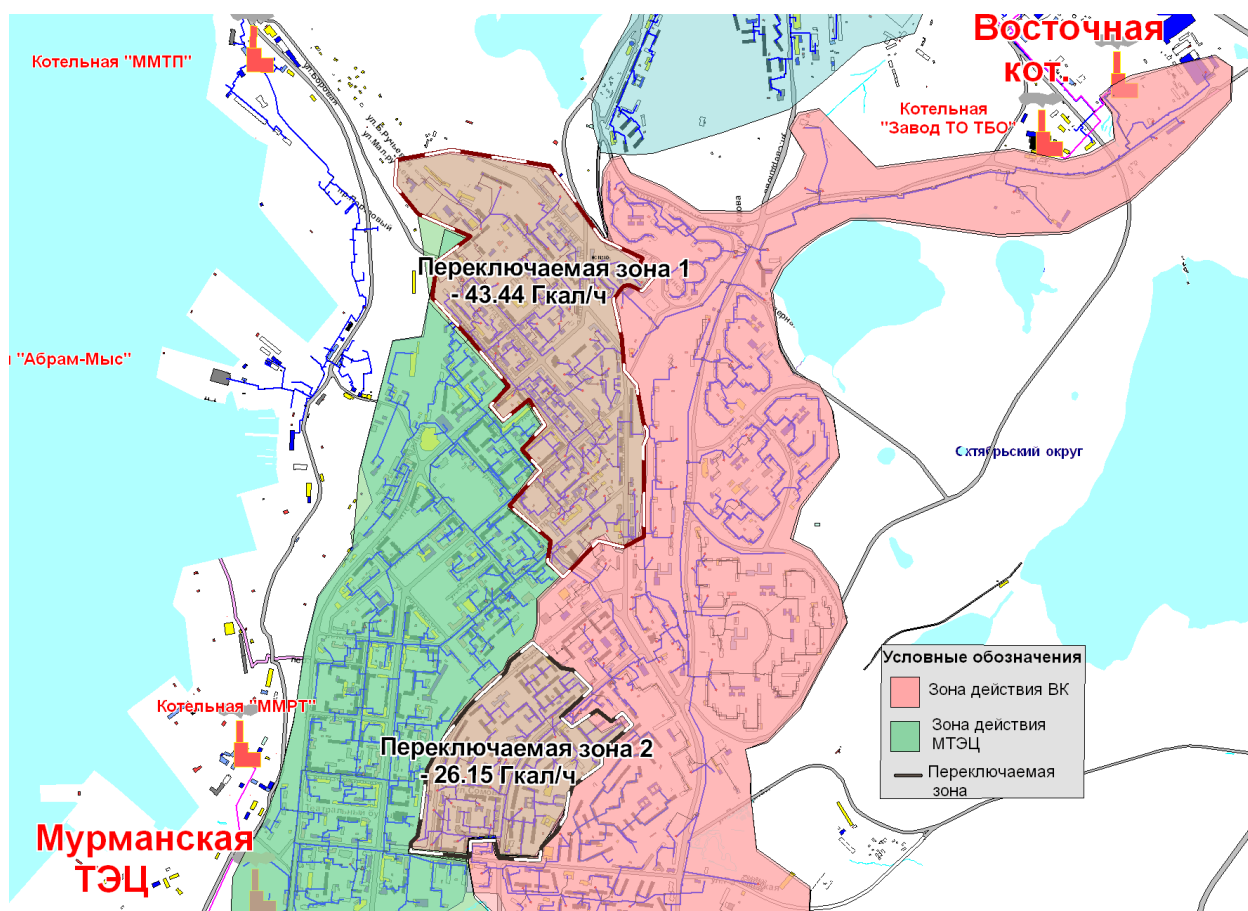 Восточная
кот.
Котельная "ММТП"
Котельная
"Завод ТО ТБО"
ул.Боровая
Переключаемая зона 1
- 43.44 Гкал/ч
"Абрам-Мыс"
Октябрьский округ
Условные обозначения
Зона действия ВК
Зона действия
МТЭЦ
Переключаемая
зона
Котельная "ММРТ"
Переключаемая зона 2
- 26.15 Гкал/ч
Мурманская
ТЭЦ